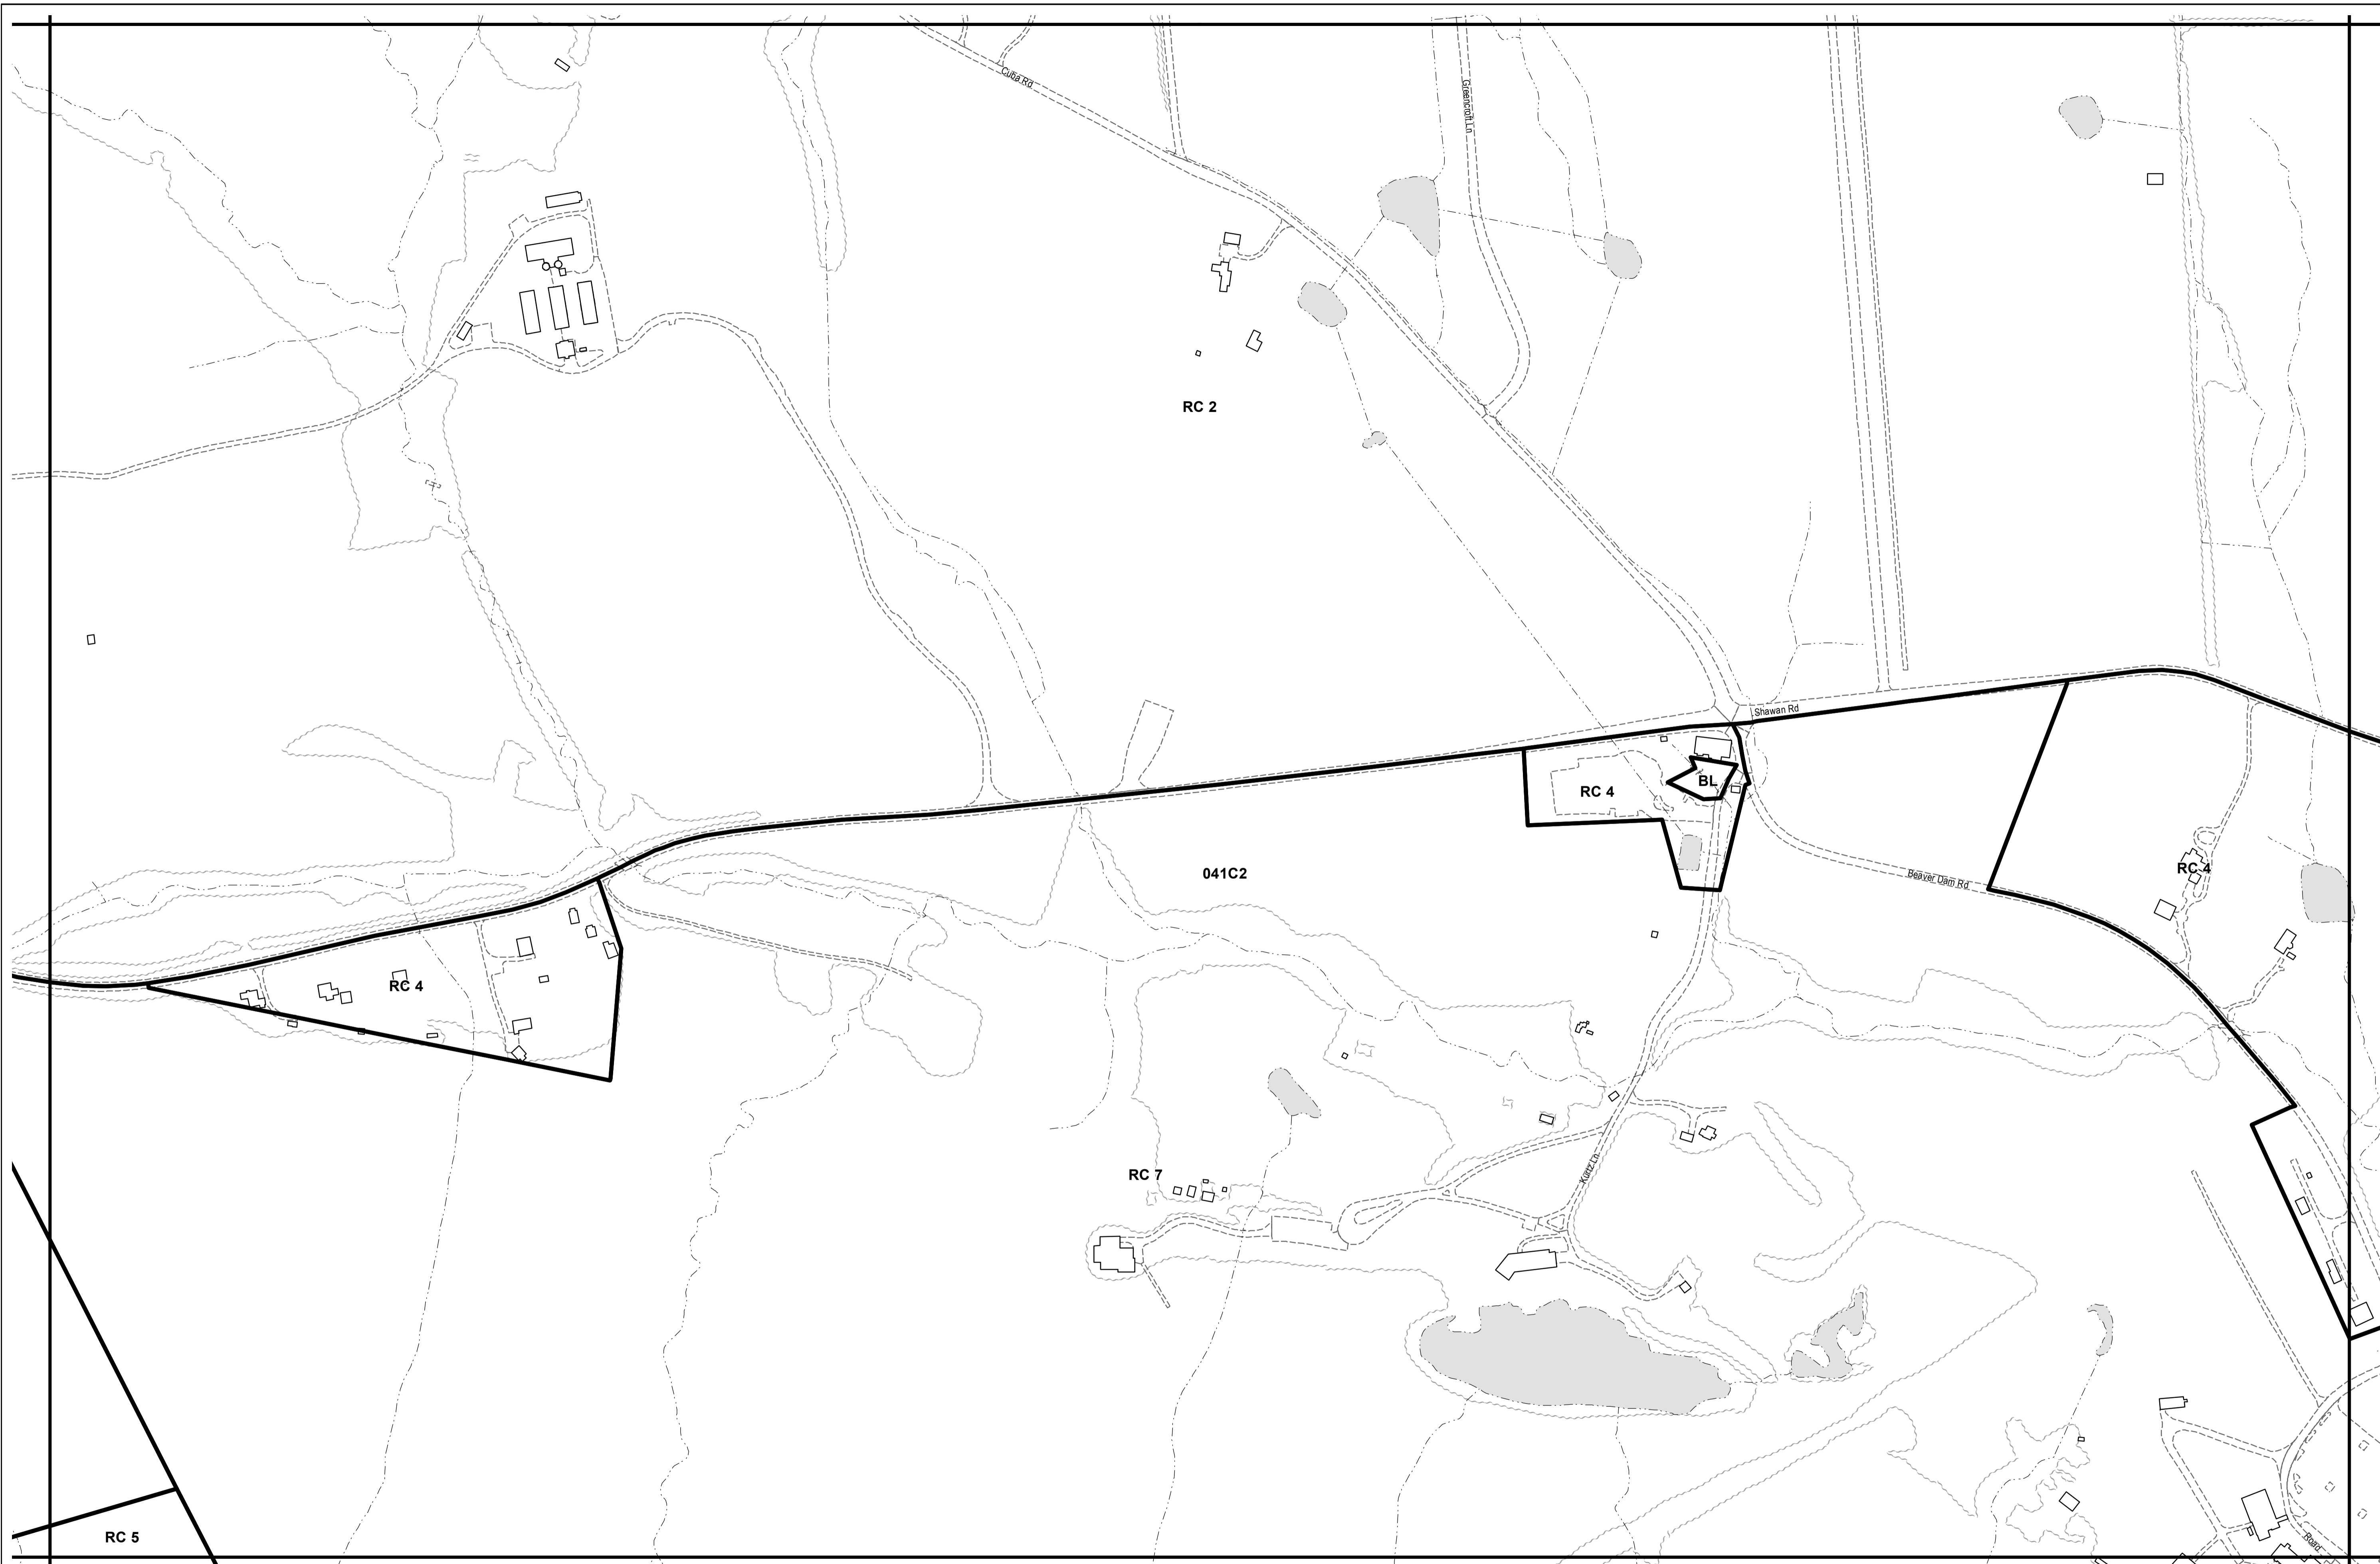 Cuba Rd
Greencroft Ln
RC 2
Shawan Rd
BL
RC 4
041C2
RC 4
Beaver Dam Rd
RC 4
RC 7
Kurtz Ln
RC 5
Road